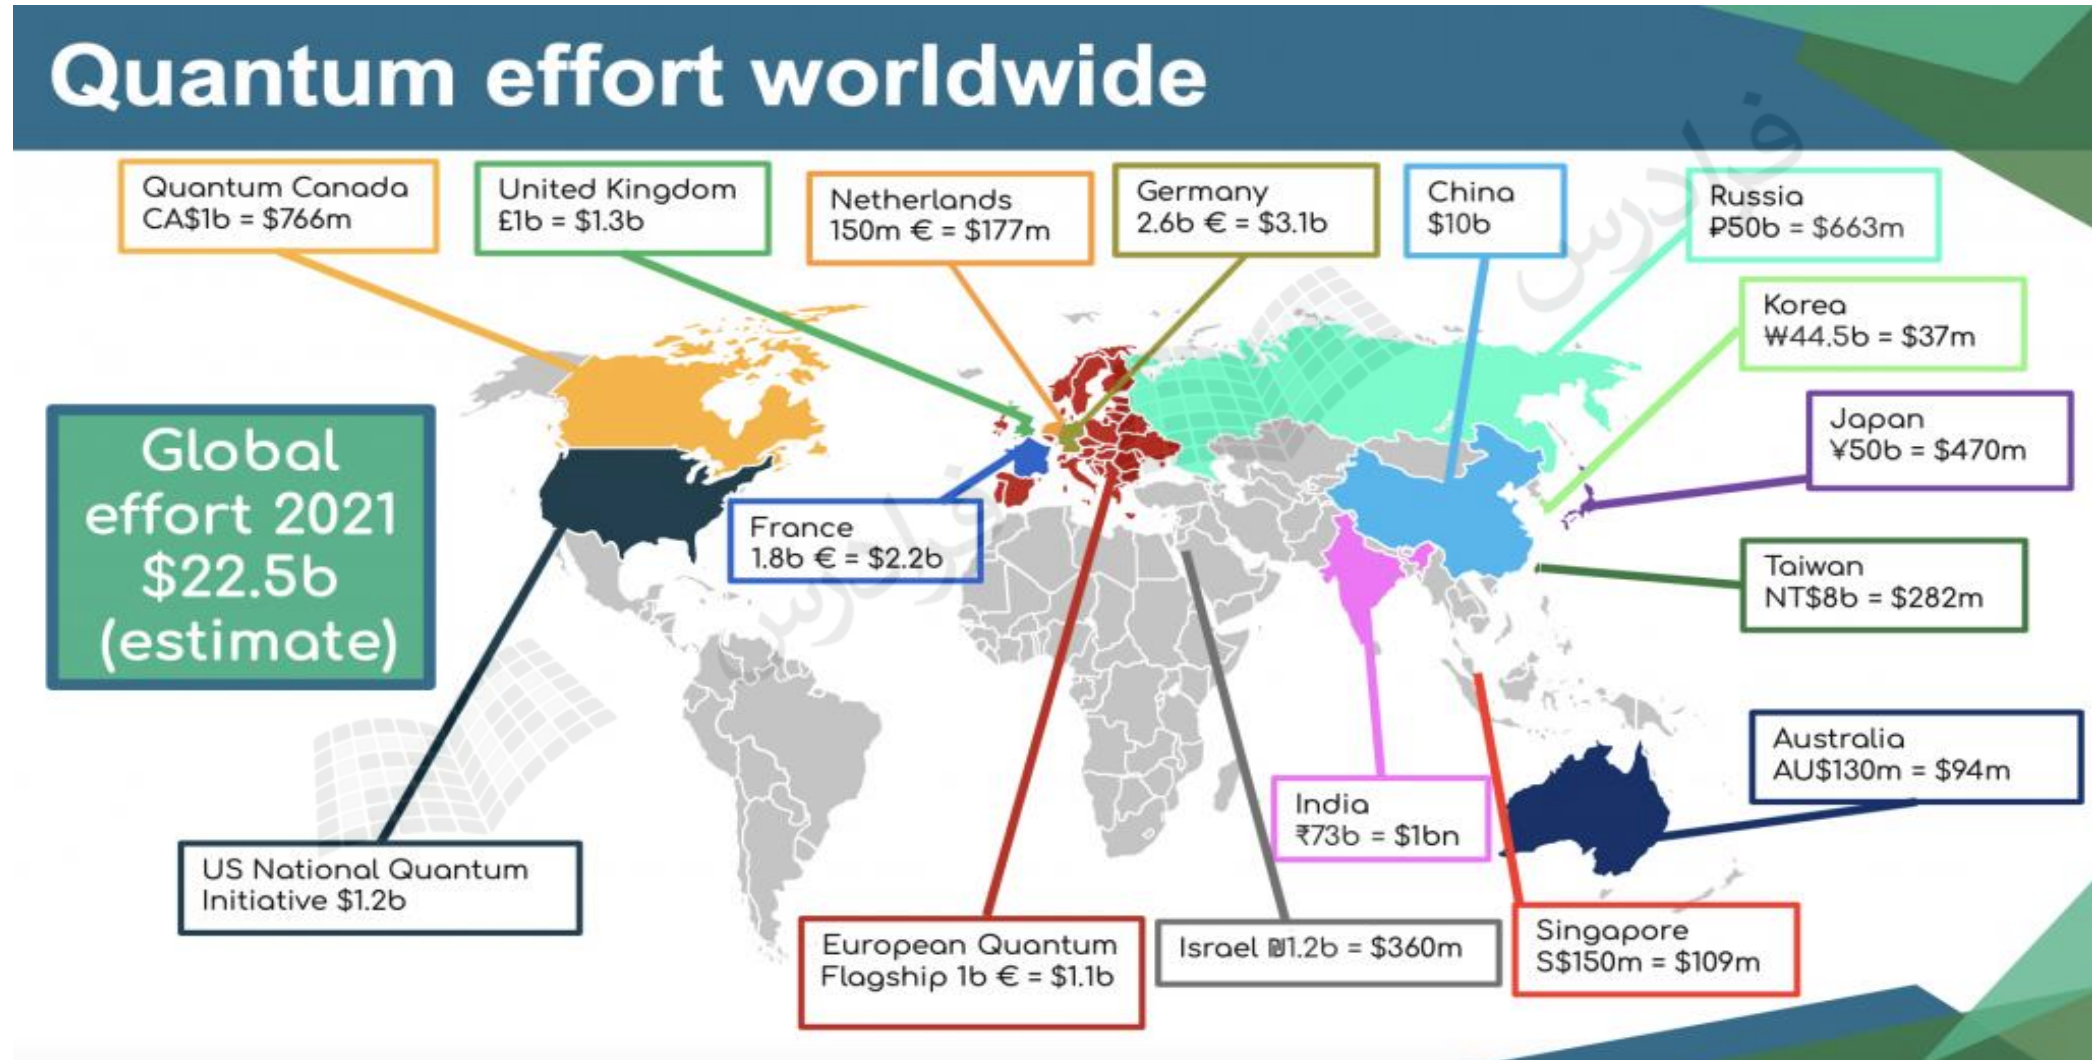 Quantum effort worldwide
Quantum Canada
CA$1b = $766m
United Kingdom
£1b = $1.3b
Netherlands
150m € = $177m
Germany
2.6b € = $3.1b
China
$10b
Russia
₽50b = $663m
Korea
₩44.5b = $37m
Japan
¥50b = $470m
Global
effort 2021
$22.5b
(estimate)
France
1.8b € = $2.2b
Taiwan
NT$8b = $282m
Australia
AU$130m = $94m
India
₹73b = $1bn
US National Quantum
Initiative $1.2b
European Quantum
Flagship 1b € = $1.1b
Israel ₪1.2b = $360m
Singapore
S$150m = $109m
فرادرس
فرادرس